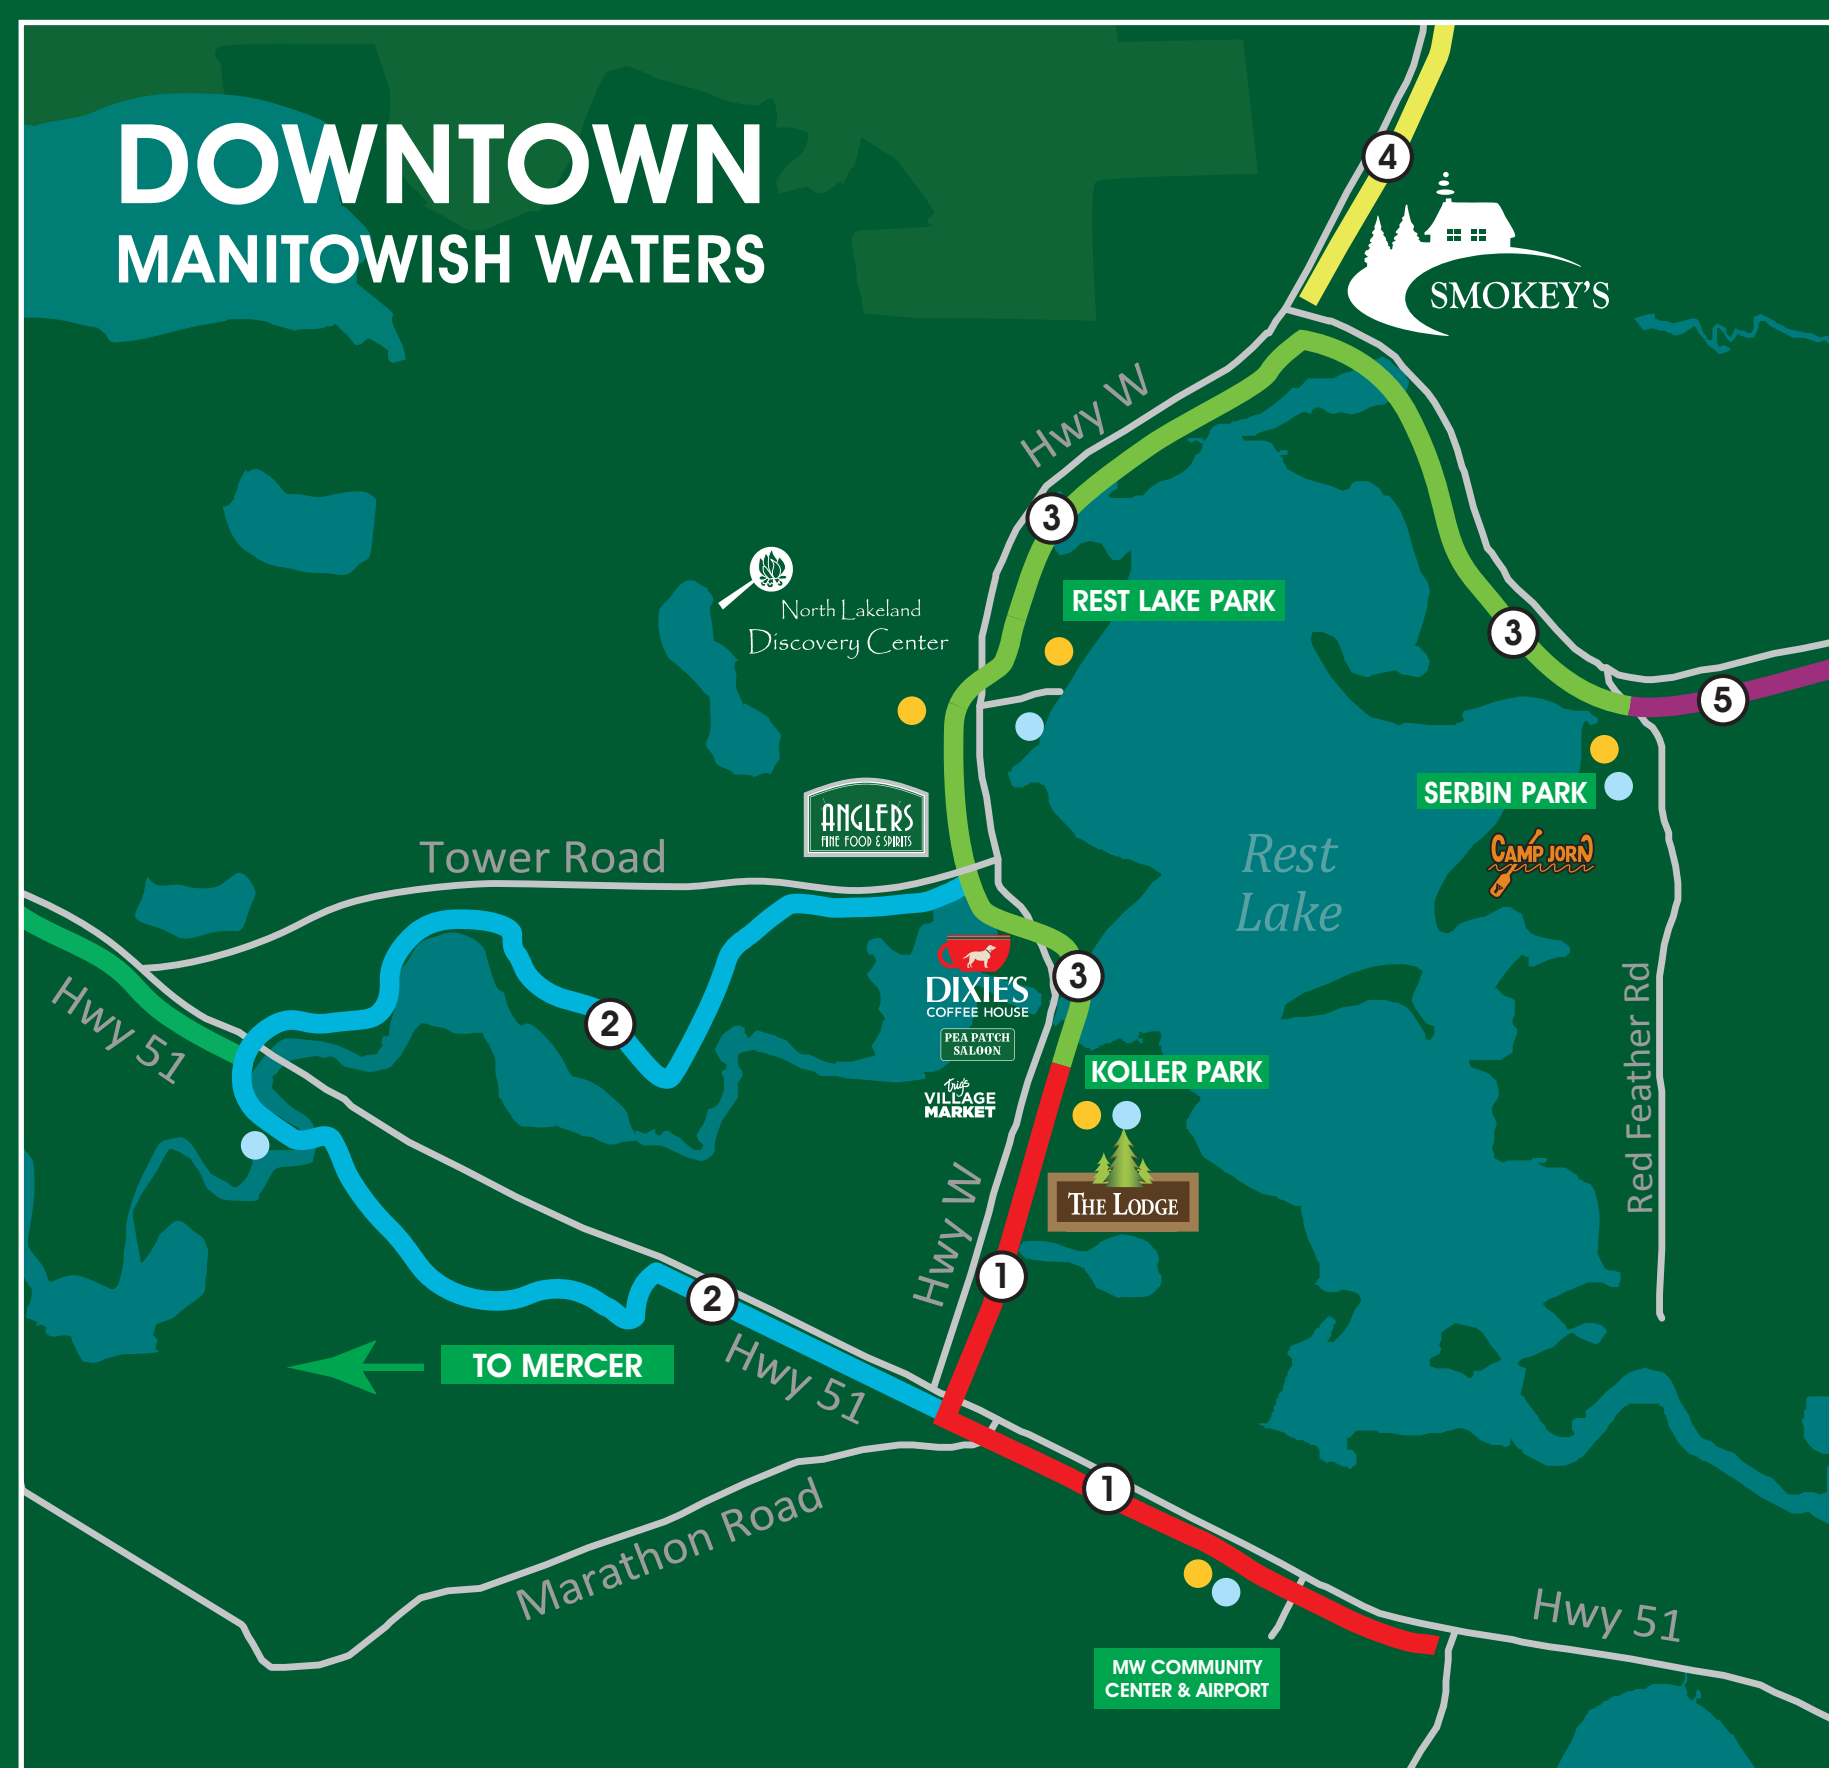 DOWNTOWN
MANITOWISH WATERS
4
SMOKEY'S
Hwy W
3
North Lakeland
Discovery Center
REST LAKE PARK
3
5
SERBIN PARK
ANGLERS
FINE FOOD & SPIRITS
Tower Road
CAMP JORN
Rest
Lake
DIXIE'S
COFFEE HOUSE
3
Hwy 51
2
PEA PATCH
SALOON
KOLLER PARK
Trig's
VILLAGE
MARKET
Red Feather Rd
THE LODGE
Hwy W
1
2
TO MERCER
Hwy 51
1
Marathon Road
Hwy 51
MW COMMUNITY
CENTER & AIRPORT